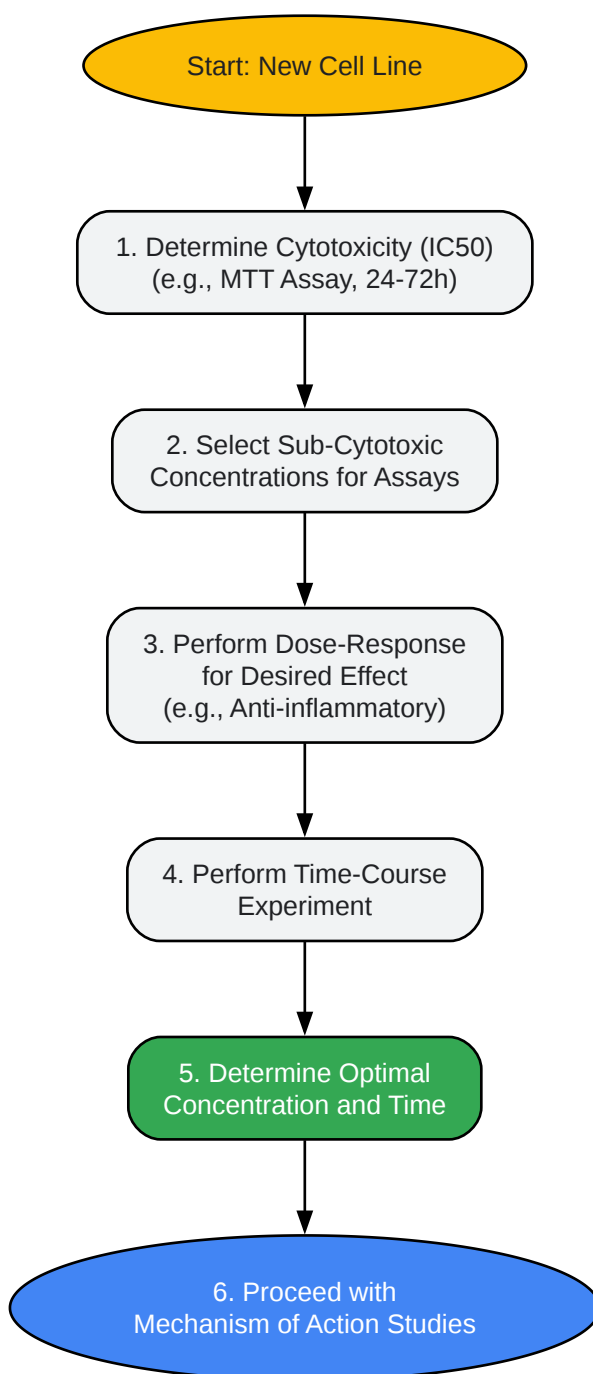 Start: New Cell Line
1. Determine Cytotoxicity (IC50)
(e.g., MTT Assay, 24-72h)
2. Select Sub-Cytotoxic
Concentrations for Assays
3. Perform Dose-Response
for Desired Effect
(e.g., Anti-inflammatory)
4. Perform Time-Course
Experiment
5. Determine Optimal
Concentration and Time
6. Proceed with
Mechanism of Action Studies